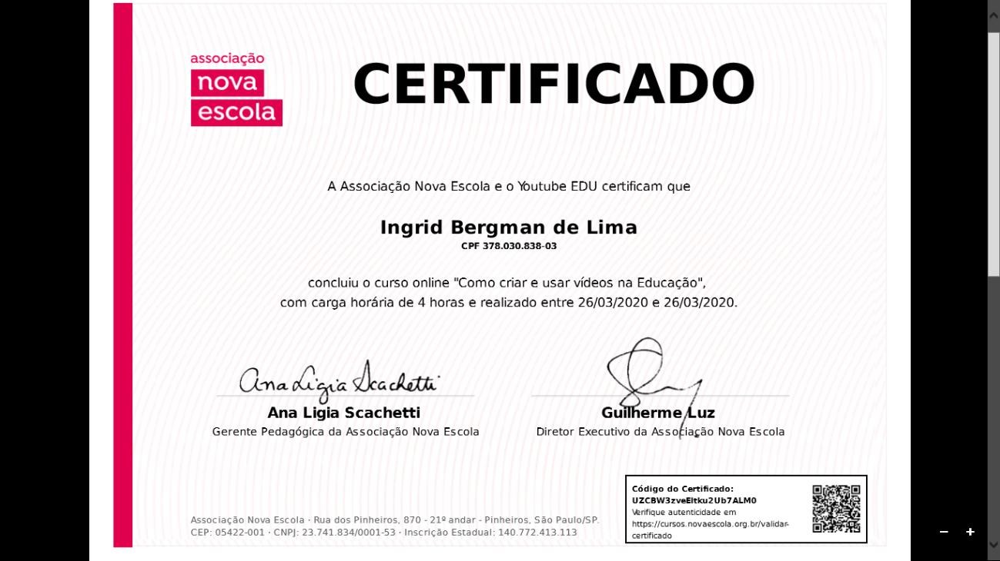 associação
nova
escola
CERTIFICADO
A Associação Nova Escola e o Youtube EDU certificam que
Ingrid Bergman de Lima
CPF 378.030.838-03
concluiu o curso online "Como criar e usar vídeos na Educação",
com carga horária de 4 horas e realizado entre 26/03/2020 e 26/03/2020.
Ana Ligia Scachetti
Ana Ligia Scachetti
Gerente Pedagógica da Associação Nova Escola
Guilherme Luz
Diretor Executivo da Associação Nova Escola
Associação Nova Escola · Rua dos Pinheiros, 870 - 21º andar - Pinheiros, São Paulo/SP.
CEP: 05422-001 · CNPJ: 23.741.834/0001-53 · Inscrição Estadual: 140.772.413.113
Código do Certificado:
Verifique autenticidade em
https://cursos.novaescola.org.br/validar-
certificado